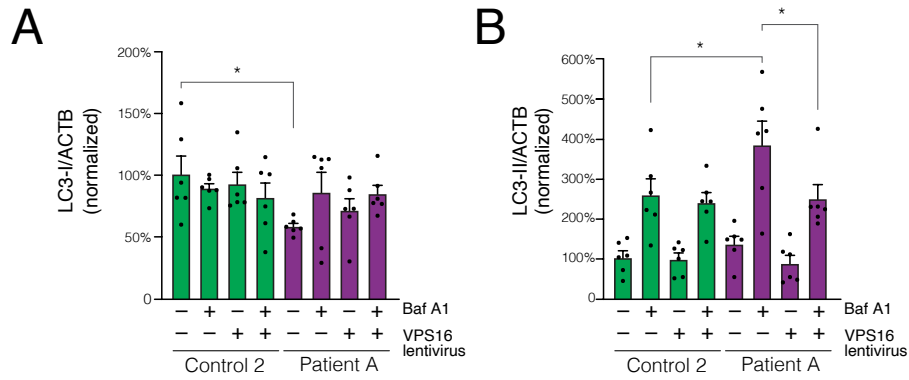 A
LC3-I/ACTB
(normalized)
200%
150%
100%
50%
0
*
− + − + − + − + Baf A1
− − + + − − + + VPS16
lentivirus
Control 2 Patient A
B
LC3-II/ACTB
(normalized)
600%
500%
400%
300%
200%
100%
0
*
*
− + − + − + − + Baf A1
− − + + − − + + VPS16
lentivirus
Control 2 Patient A